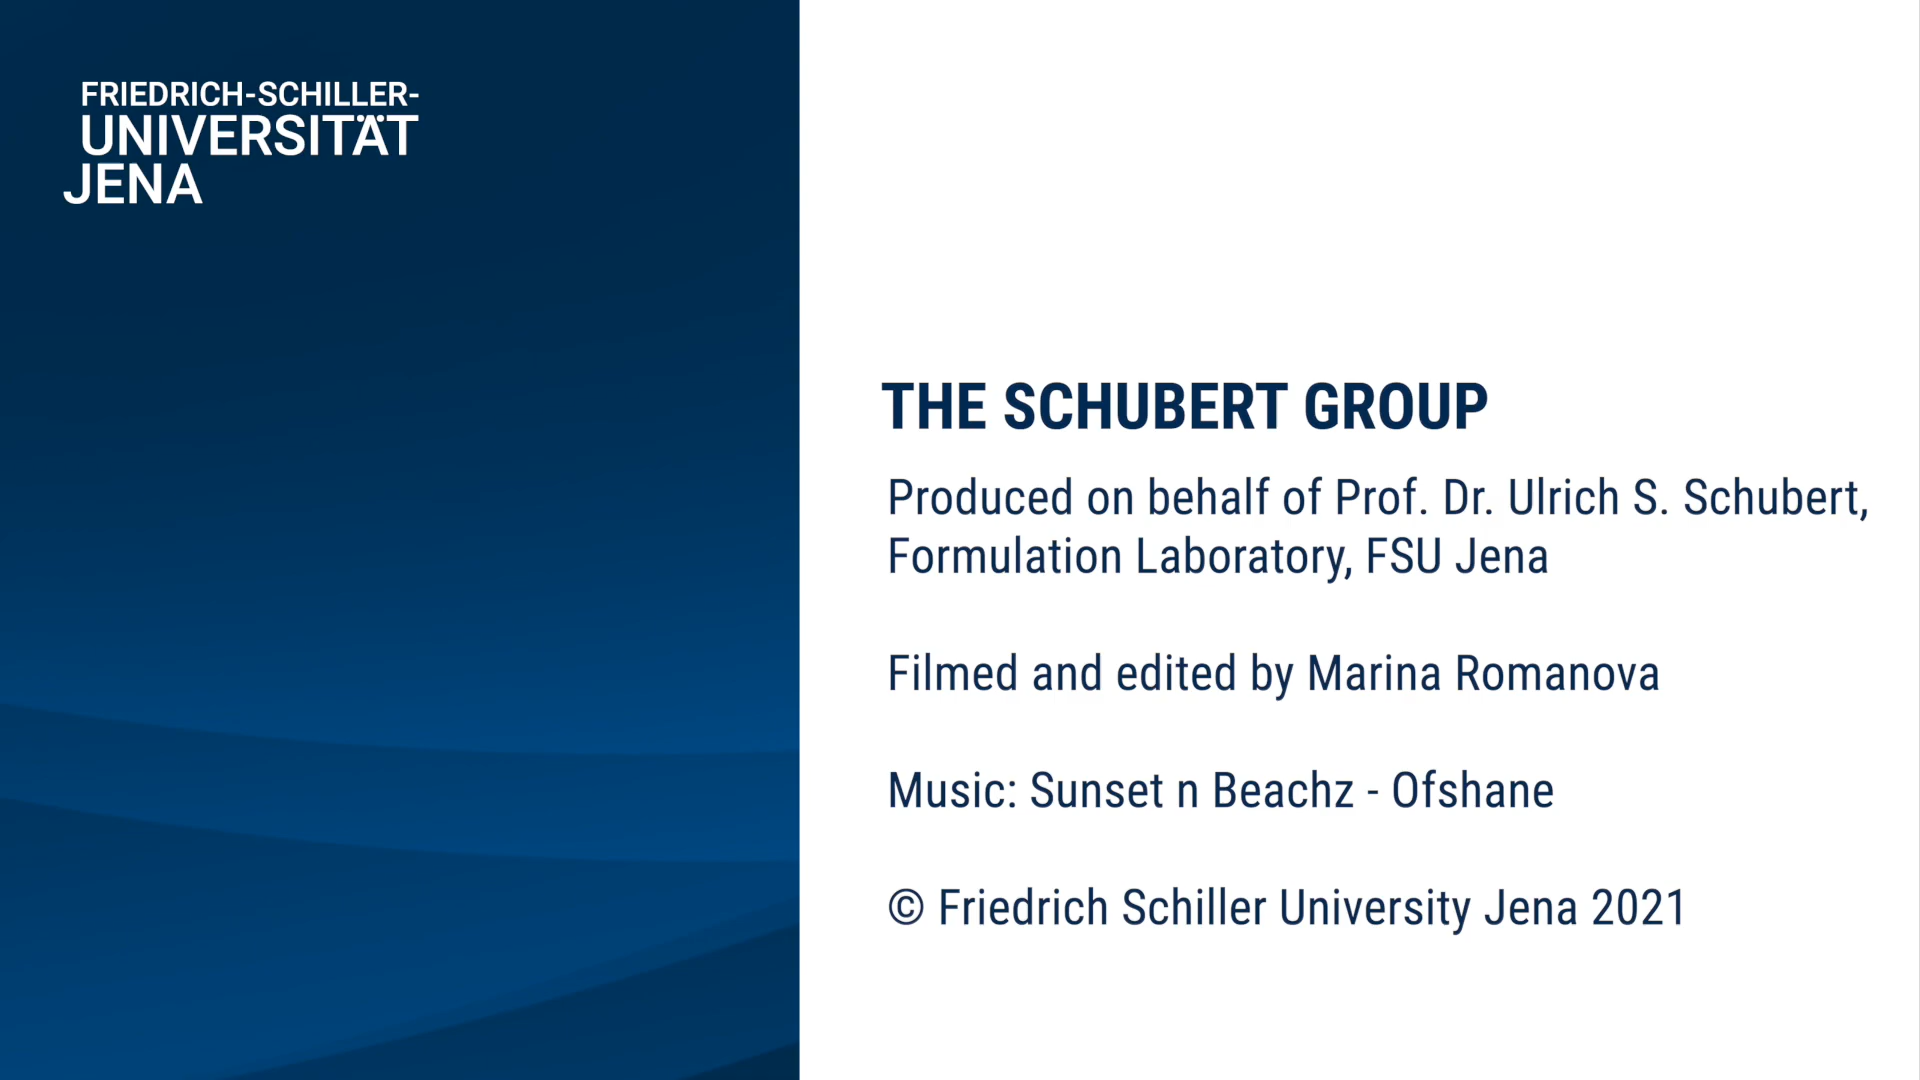 FRIEDRICH-SCHILLER-
UNIVERSITÄT
JENA
THE SCHUBERT GROUP
Produced on behalf of Prof. Dr. Ulrich S. Schubert,
Formulation Laboratory, FSU Jena
Filmed and edited by Marina Romanova
Music: Sunset n Beachz - Ofshane
© Friedrich Schiller University Jena 2021